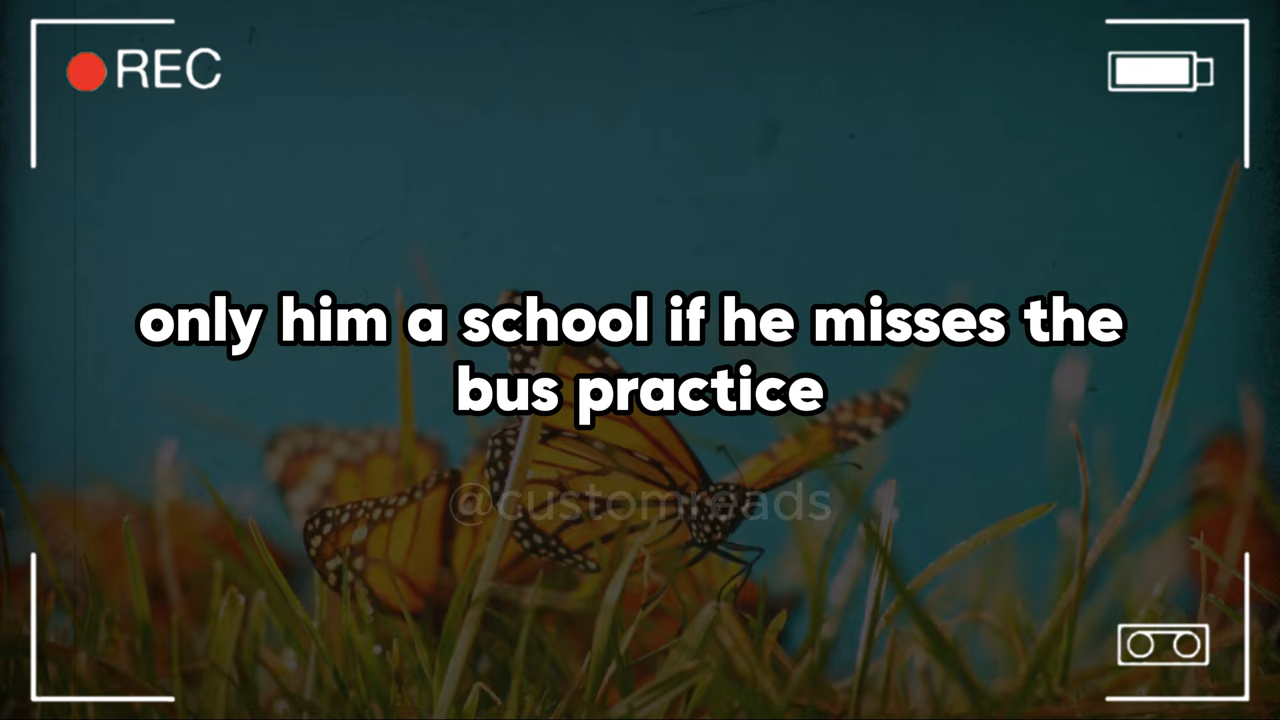 REC
only him a school if he misses the
bus practice
@customreads